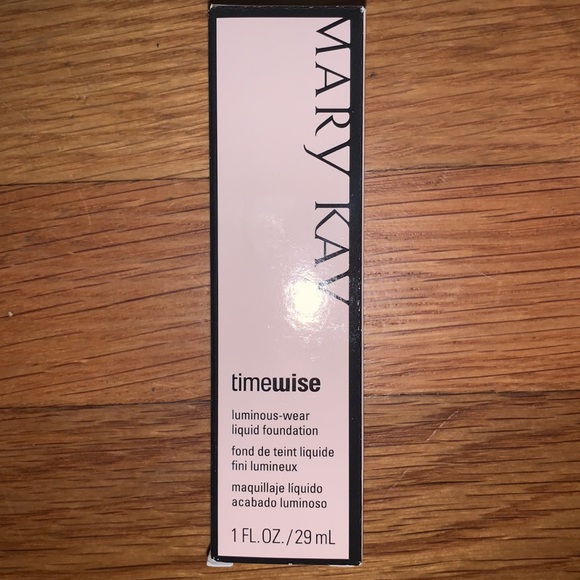 MARY KAY
timewise
luminous-wear
liquid foundation
fond de teint liquide
fini lumineux
maquillaje líquido
acabado luminoso
1 FL.OZ./29 mL